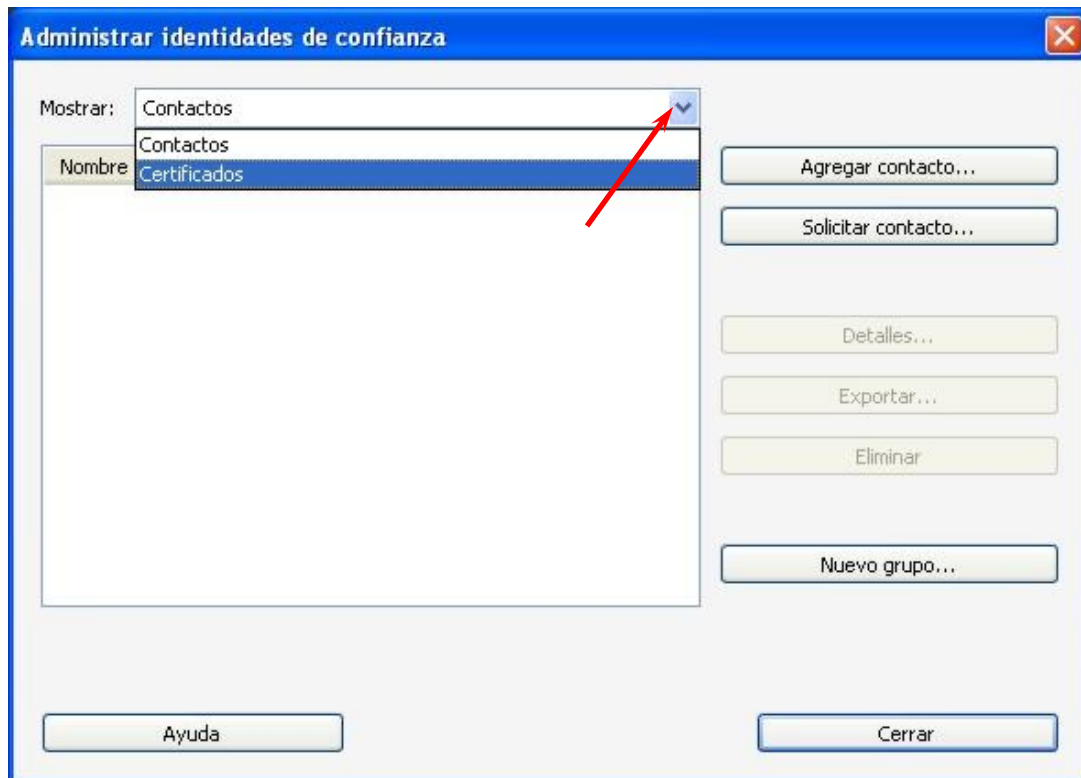 Administrar identidades de confianza
Mostrar: Contactos
Contactos
Certificados
Nombre
Agregar contacto...
Solicitar contacto...
Detalles...
Exportar...
Eliminar
Nuevo grupo...
Ayuda
Cerrar